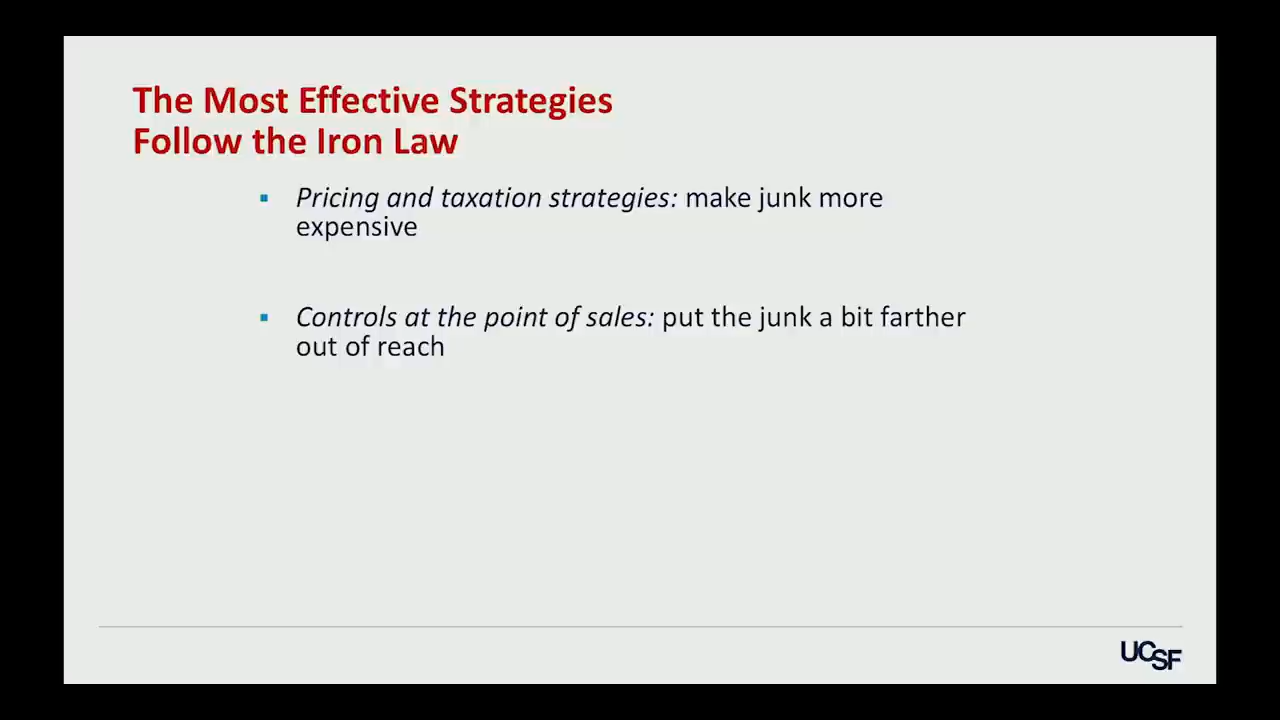 The Most Effective Strategies
Follow the Iron Law
▪ Pricing and taxation strategies: make junk more
expensive
▪ Controls at the point of sales: put the junk a bit farther
out of reach
UCSF